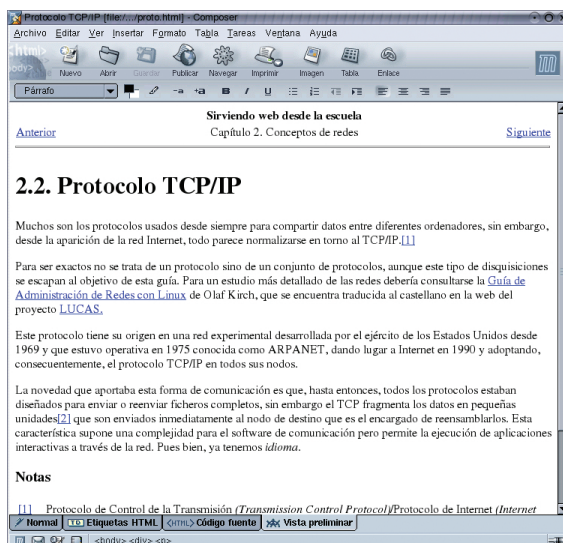 Protocolo TCP/IP [file:/.../proto.html] - Composer
Archivo Editar Ver Insertar Formato Tabla Tareas Ventana Ayuda
Nuevo Abrir Guardar Publicar Navegar Imprimir Imagen Tabla Enlace
Párrafo -a +a B I U
Sirviendo web desde la escuela
Anterior Capítulo 2. Conceptos de redes Siguiente
2.2. Protocolo TCP/IP
Muchos son los protocolos usados desde siempre para compartir datos entre diferentes ordenadores, sin embargo,
desde la aparición de la red Internet, todo parece normalizarse en torno al TCP/IP.[1]
Para ser exactos no se trata de un protocolo sino de un conjunto de protocolos, aunque este tipo de disquisiciones
se escapan al objetivo de esta guía. Para un estudio más detallado de las redes debería consultarse la Guía de
Administración de Redes con Linux de Olaf Kirch, que se encuentra traducida al castellano en la web del
proyecto LUCAS.
Este protocolo tiene su origen en una red experimental desarrollada por el ejército de los Estados Unidos desde
1969 y que estuvo operativa en 1975 conocida como ARPANET, dando lugar a Internet en 1990 y adoptando,
consecuentemente, el protocolo TCP/IP en todos sus nodos.
La novedad que aportaba esta forma de comunicación es que, hasta entonces, todos los protocolos estaban
diseñados para enviar o reenviar ficheros completos, sin embargo el TCP fragmenta los datos en pequeñas
unidades[2] que son enviados inmediatamente al nodo de destino que es el encargado de reensamblarlos. Esta
característica supone una complejidad para el software de comunicación pero permite la ejecución de aplicaciones
interactivas a través de la red. Pues bien, ya tenemos idioma.
Notas
[1] Protocolo de Control de la Transmisión (Transmission Control Protocol)/Protocolo de Internet (Internet
Normal TD Etiquetas HTML <HTML> Código fuente Vista preliminar
<body> <div> <p>